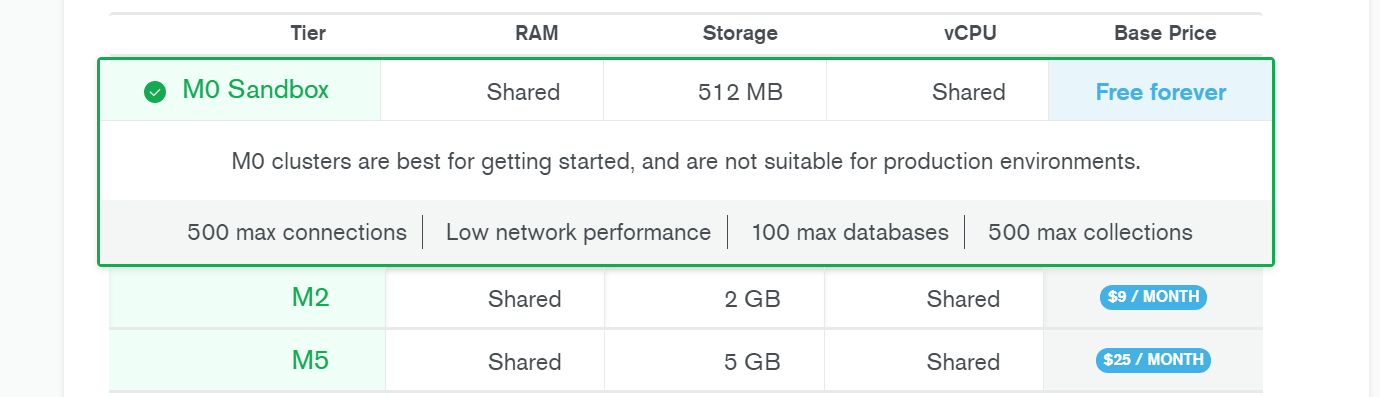 Tier RAM Storage vCPU Base Price
M0 Sandbox Shared 512 MB Shared Free forever
M0 clusters are best for getting started, and are not suitable for production environments.
500 max connections Low network performance 100 max databases 500 max collections
M2 Shared 2 GB Shared $9 / MONTH
M5 Shared 5 GB Shared $25 / MONTH